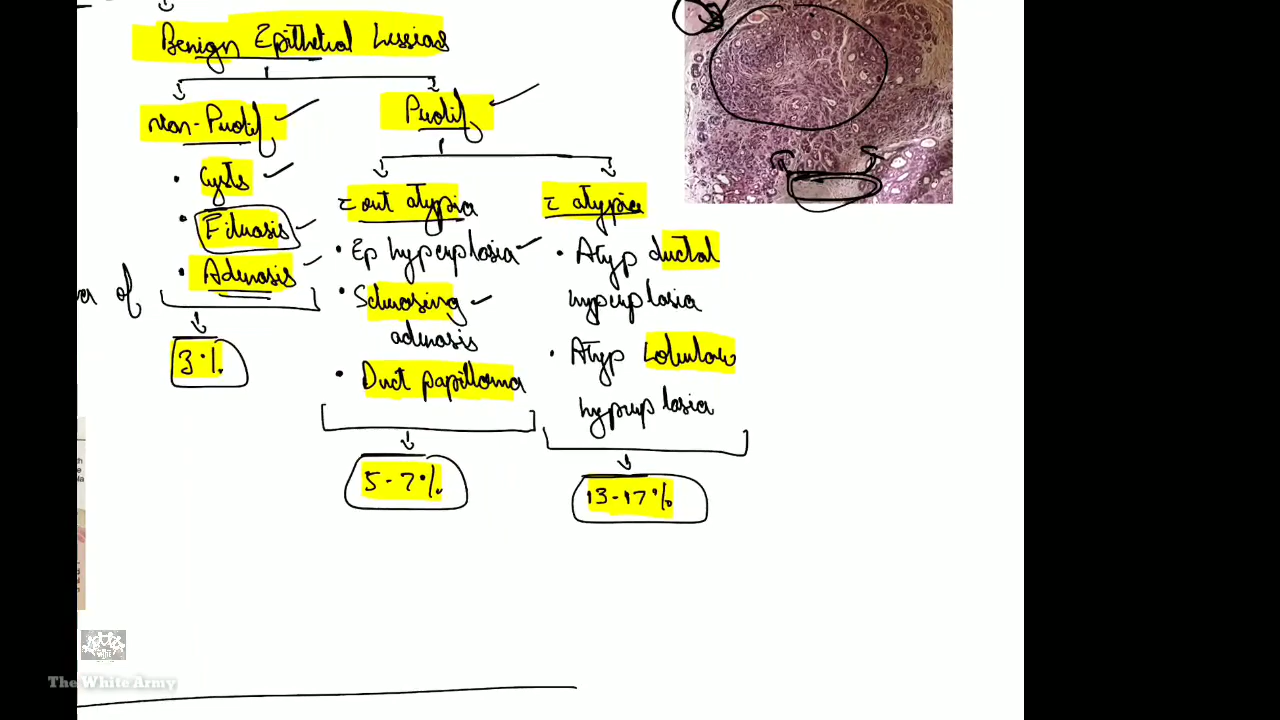 Benign Epithelial Lesions
non-Prolif
Prolif
• Cysts
• Fibrosis
• Adenosis
3%
c̄ out atypia
• Ep hyperplasia
• Sclerosing
adenosis
• Duct papilloma
5-7%
c̄ atypia
• Atyp ductal
hyperplasia
• Atyp Lobular
hyperplasia
13-17%
of
The White Army